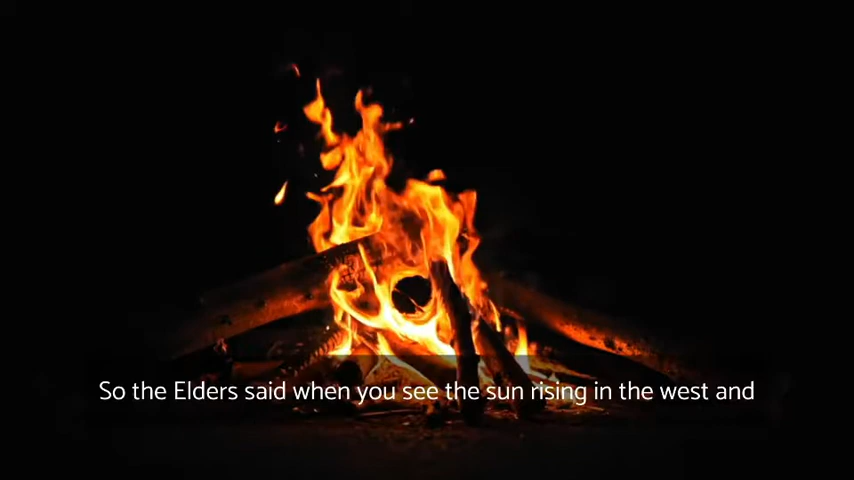 So the Elders said when you see the sun rising in the west and